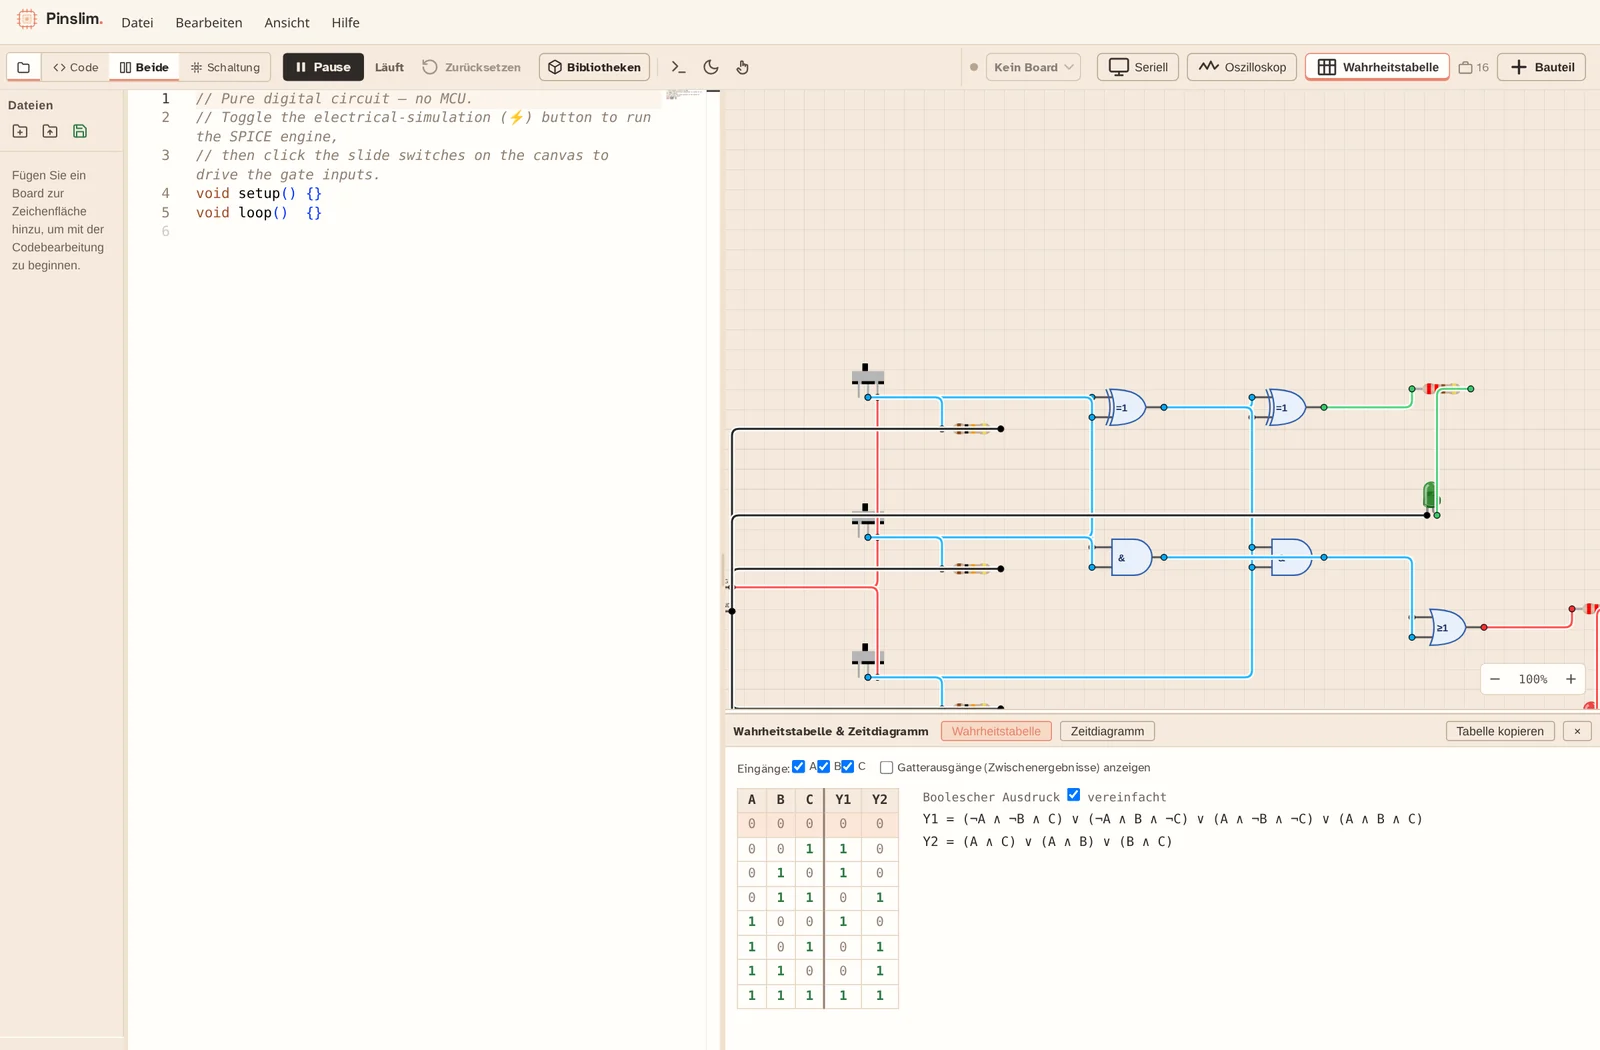 Pinslim.
Datei
Bearbeiten
Ansicht
Hilfe
Code
Beide
Schaltung
Pause
Läuft
Zurücksetzen
Bibliotheken
Kein Board
Seriell
Oszilloskop
Wahrheitstabelle
16
Bauteil
Dateien
Fügen Sie ein
Board zur
Zeichenfläche
hinzu, um mit der
Codebearbeitung
zu beginnen.
1 // Pure digital circuit — no MCU.
2 // Toggle the electrical-simulation (⚡) button to run
the SPICE engine,
3 // then click the slide switches on the canvas to
drive the gate inputs.
4 void setup() {}
5 void loop()  {}
6
=1
=1
&
≥1
− 100% +
Wahrheitstabelle & Zeitdiagramm
Wahrheitstabelle
Zeitdiagramm
Tabelle kopieren
×
Eingänge: A B C Gatterausgänge (Zwischenergebnisse) anzeigen
A B C Y1 Y2
0 0 0 0 0
0 0 1 1 0
0 1 0 1 0
0 1 1 0 1
1 0 0 1 0
1 0 1 0 1
1 1 0 0 1
1 1 1 1 1
Boolescher Ausdruck vereinfacht
Y1 = (¬A ∧ ¬B ∧ C) ∨ (¬A ∧ B ∧ ¬C) ∨ (A ∧ ¬B ∧ ¬C) ∨ (A ∧ B ∧ C)
Y2 = (A ∧ C) ∨ (A ∧ B) ∨ (B ∧ C)